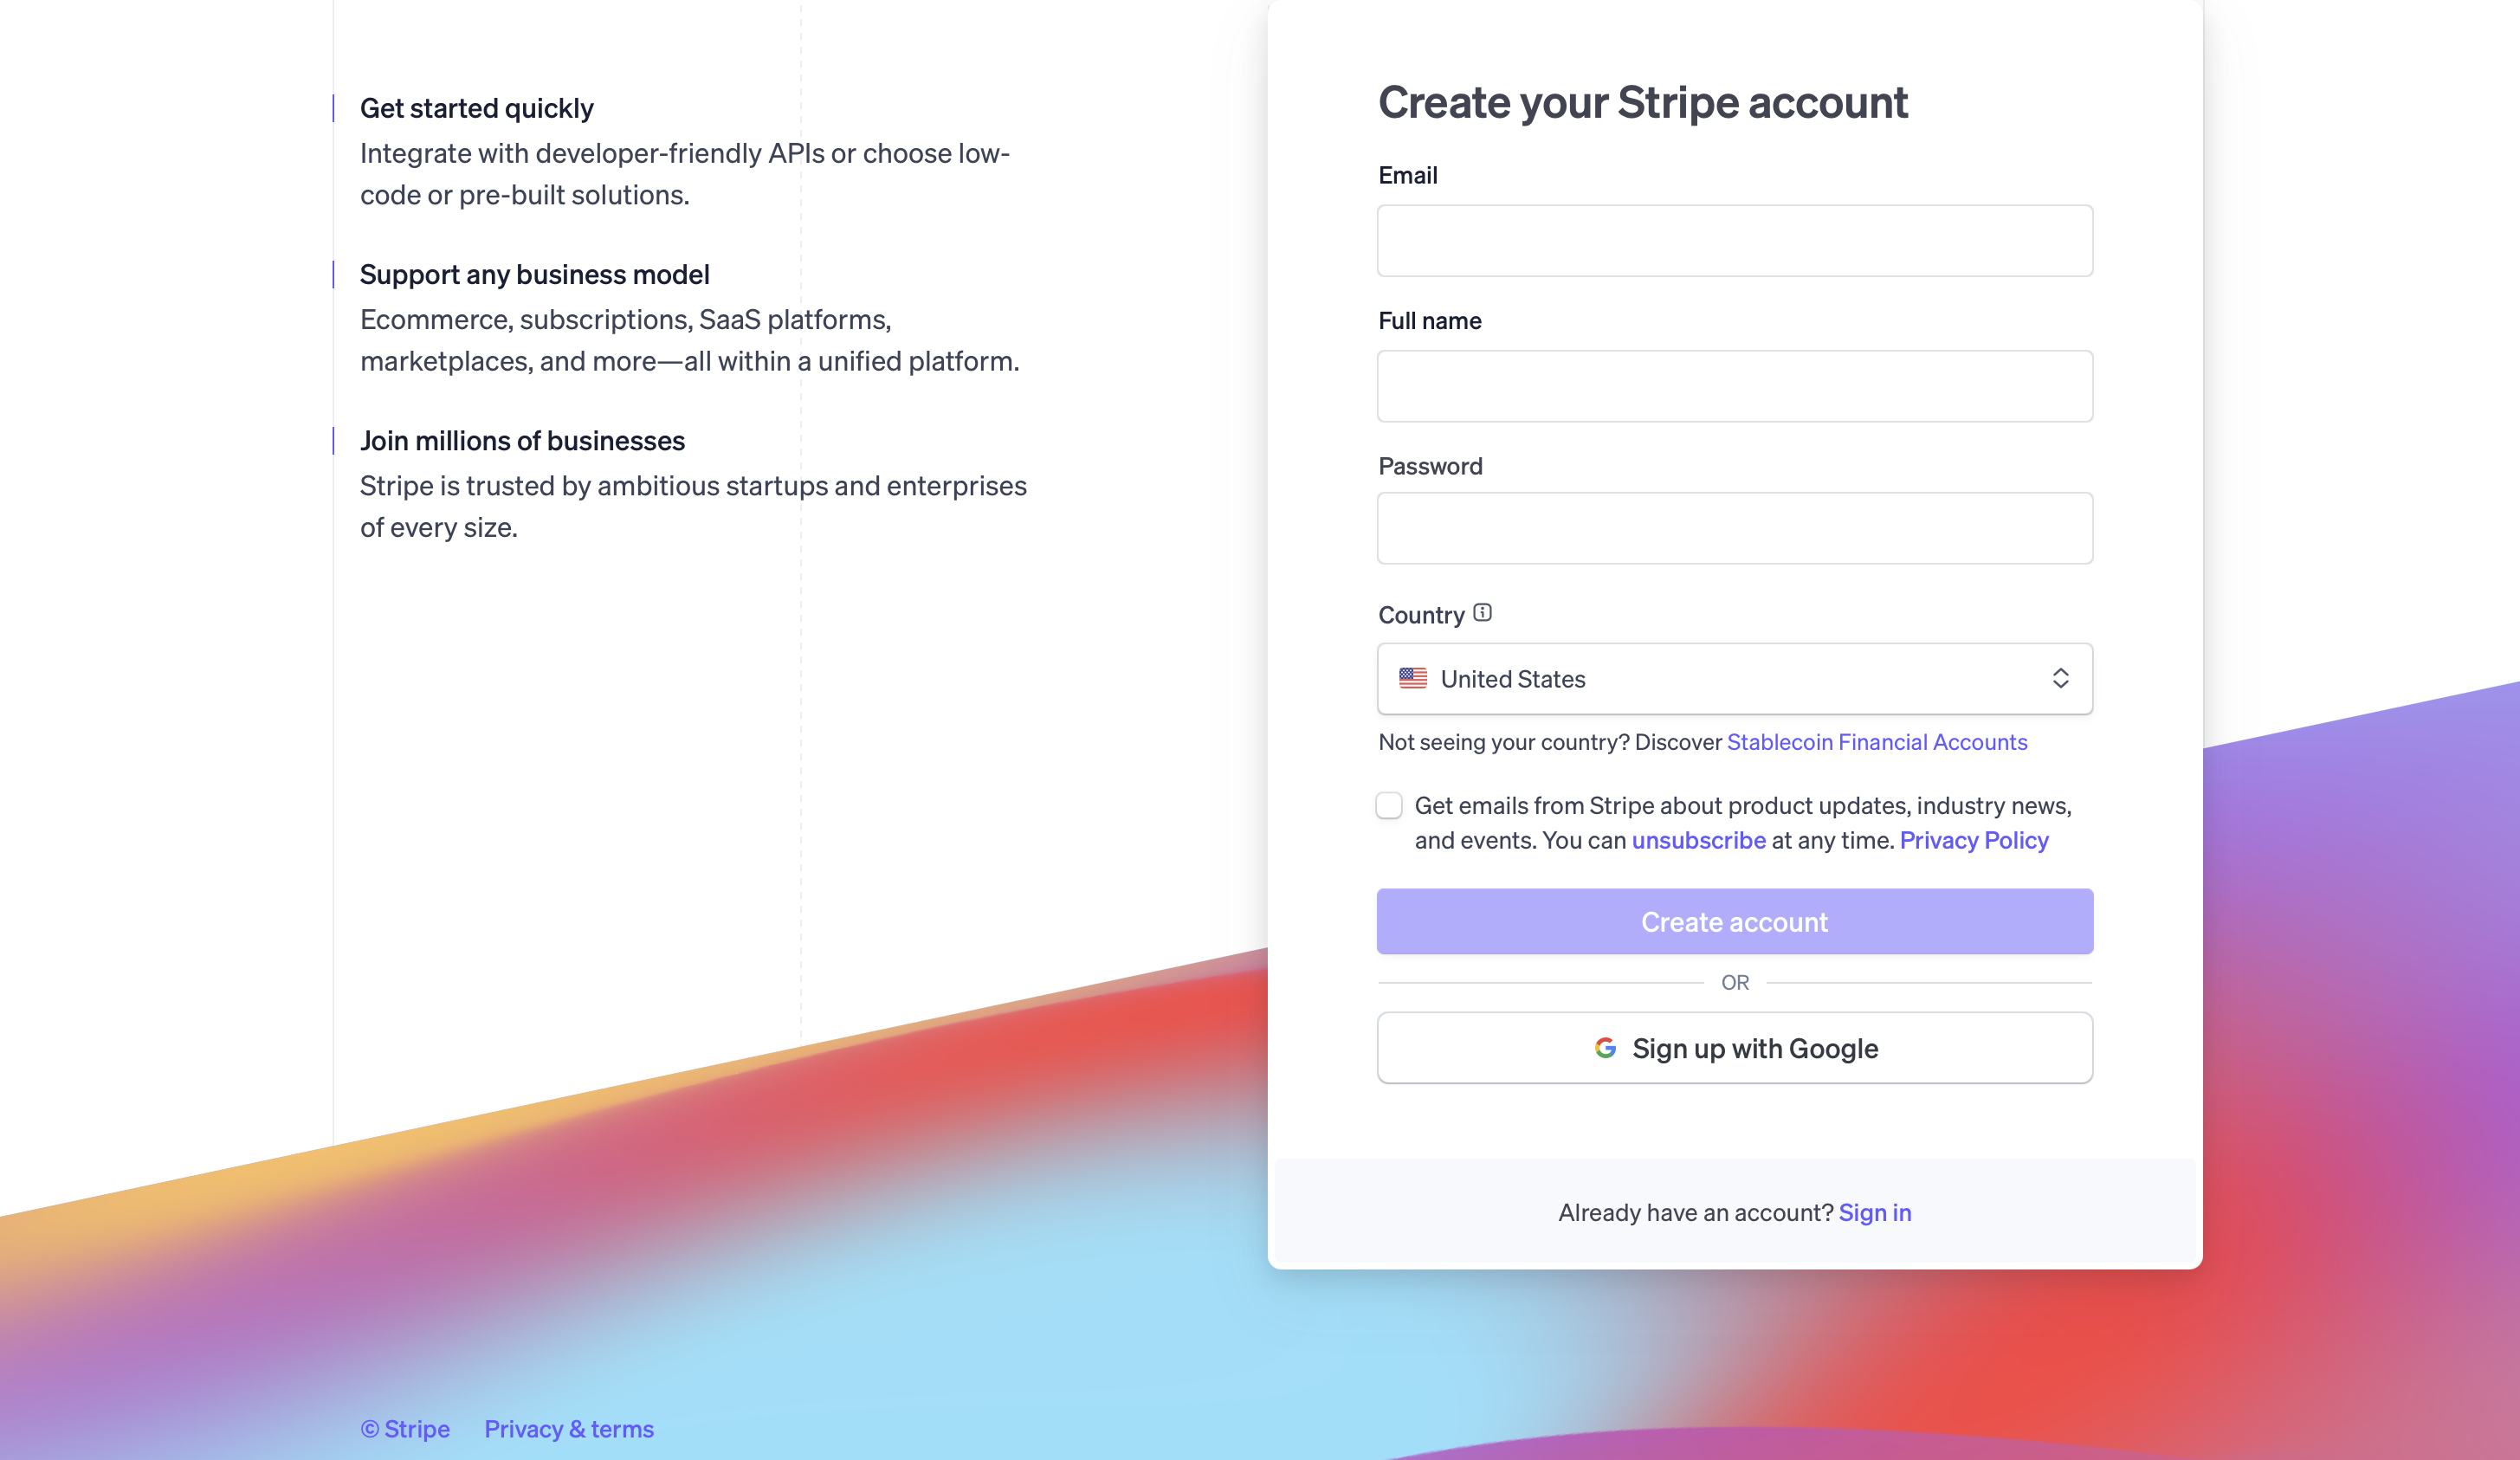 Get started quickly
Integrate with developer-friendly APIs or choose low-
code or pre-built solutions.
Support any business model
Ecommerce, subscriptions, SaaS platforms,
marketplaces, and more—all within a unified platform.
Join millions of businesses
Stripe is trusted by ambitious startups and enterprises
of every size.
© Stripe
Privacy & terms
Create your Stripe account
Email
Full name
Password
Country
United States
Not seeing your country? Discover Stablecoin Financial Accounts
Get emails from Stripe about product updates, industry news,
and events. You can unsubscribe at any time. Privacy Policy
Create account
OR
Sign up with Google
Already have an account? Sign in